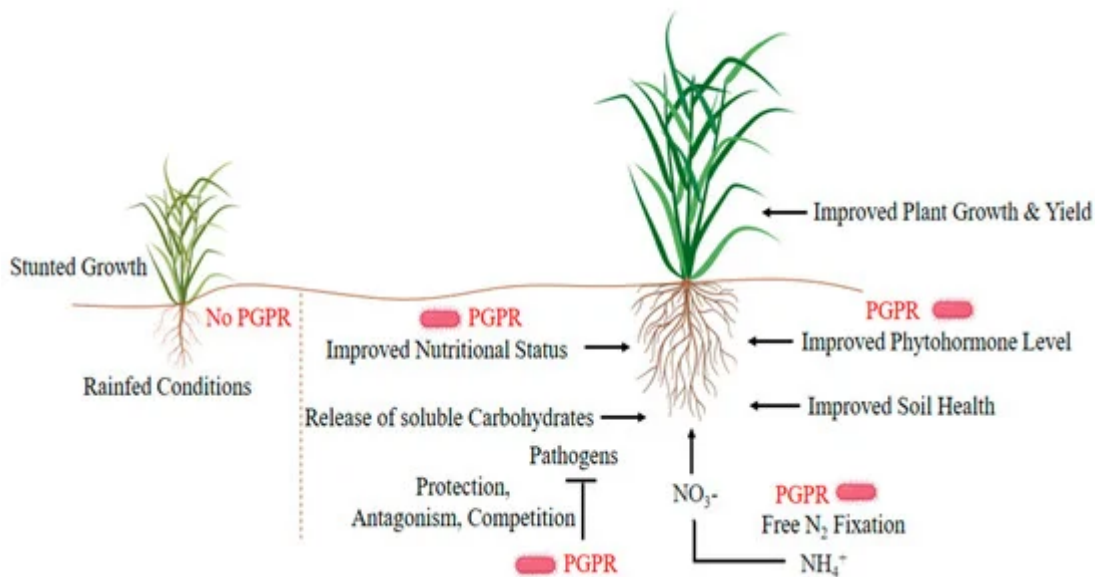 Improved Plant Growth & Yield
Stunted Growth
No PGPR
PGPR
PGPR
Improved Nutritional Status
Improved Phytohormone Level
Rainfed Conditions
Release of soluble Carbohydrates
Improved Soil Health
Pathogens
Protection,
Antagonism, Competition
NO₃-
PGPR
Free N₂ Fixation
PGPR
NH₄⁺